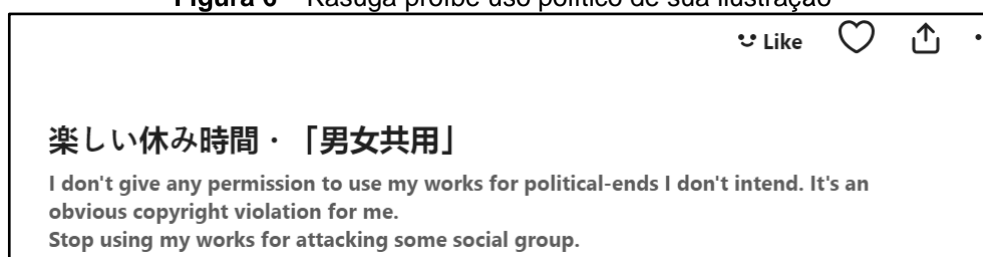 Figura 6 – Kasuga proíbe uso político de sua ilustração
Like
楽しい休み時間・「男女共用」
I don't give any permission to use my works for political-ends I don't intend. It's an
obvious copyright violation for me.
Stop using my works for attacking some social group.